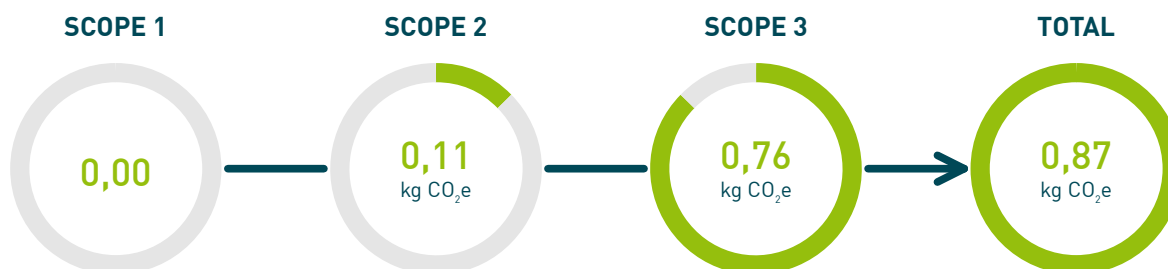 SCOPE 1
SCOPE 2
SCOPE 3
TOTAL
0,00
0,11
kg CO₂e
0,76
kg CO₂e
0,87
kg CO₂e